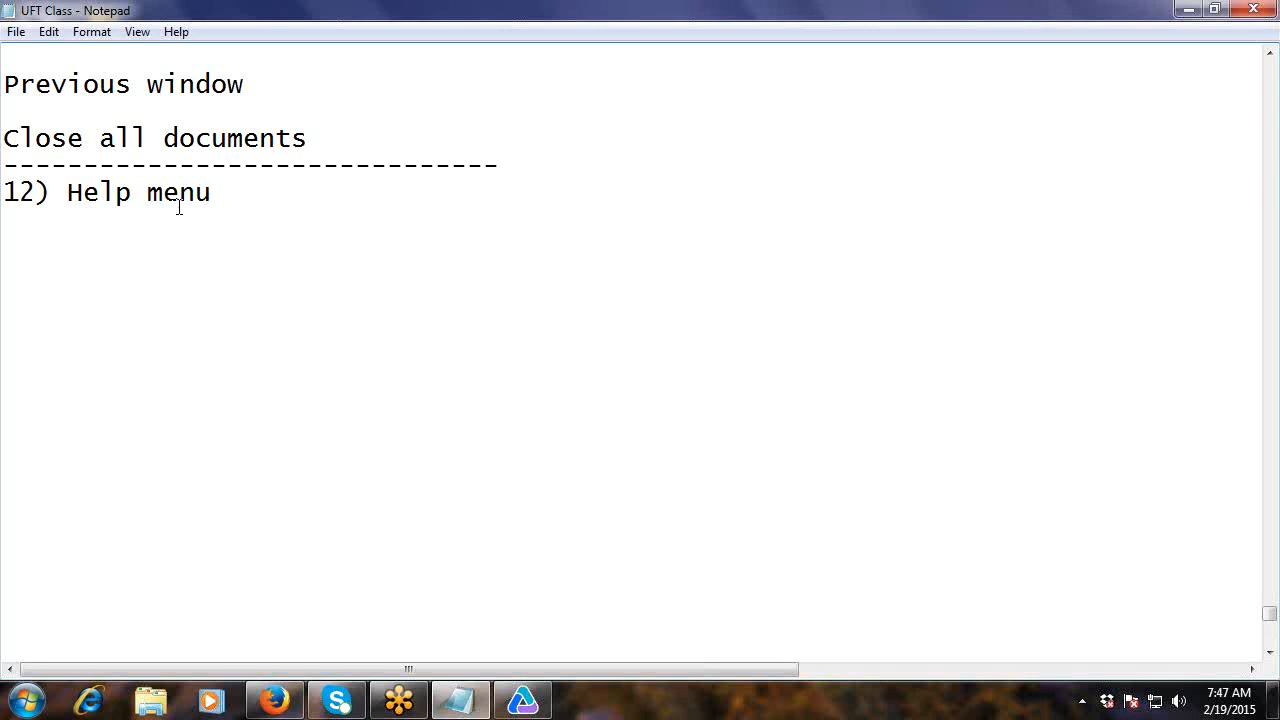 UFT Class - Notepad
File Edit Format View Help
Previous window
Close all documents
-------------------------------
12) Help menu
7:47 AM
2/19/2015